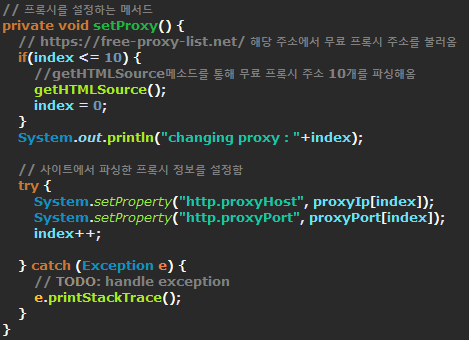 // 프록시를 설정하는 메서드
private void setProxy() {
// https://free-proxy-list.net/ 해당 주소에서 무료 프록시 주소를 불러옴
if(index <= 10) {
//getHTMLSource메소드를 통해 무료 프록시 주소 10개를 파싱해옴
getHTMLSource();
index = 0;
}
System.out.println("changing proxy : "+index);
// 사이트에서 파싱한 프록시 정보를 설정함
try {
System.setProperty("http.proxyHost", proxyIp[index]);
System.setProperty("http.proxyPort", proxyPort[index]);
index++;
} catch (Exception e) {
// TODO: handle exception
e.printStackTrace();
}
}